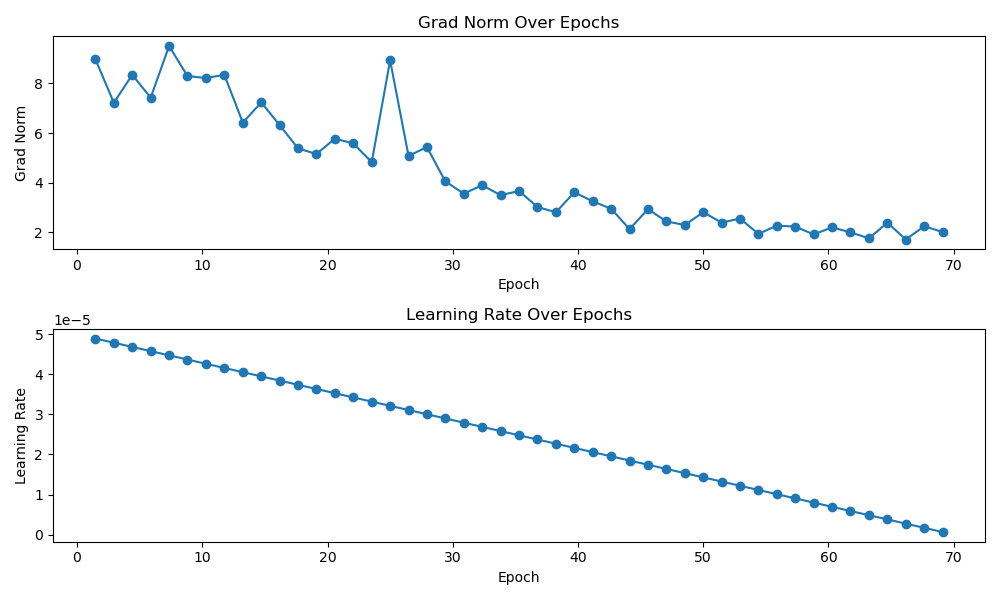 Grad Norm Over Epochs
Grad Norm
8
6
4
2
0 10 20 30 40 50 60 70
Epoch
Learning Rate Over Epochs
1e−5
Learning Rate
5
4
3
2
1
0
0 10 20 30 40 50 60 70
Epoch